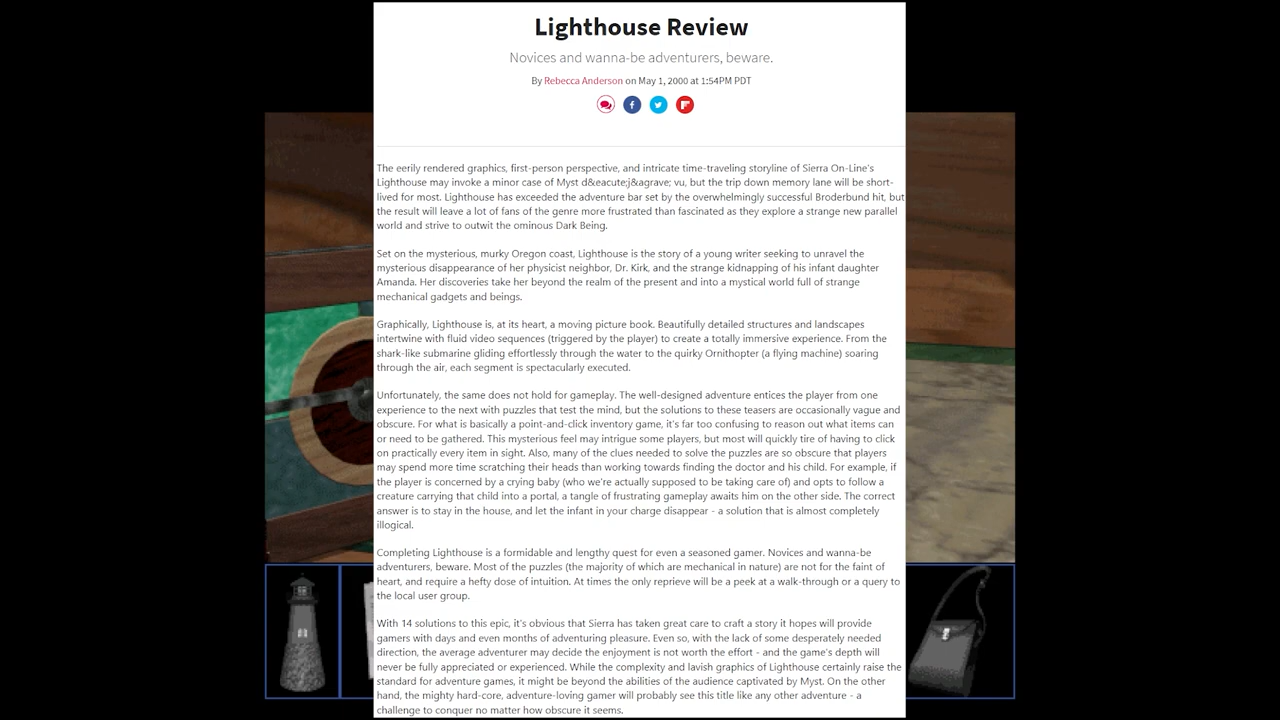 Lighthouse Review
Novices and wanna-be adventurers, beware.
By Rebecca Anderson on May 1, 2000 at 1:54PM PDT
The eerily rendered graphics, first-person perspective, and intricate time-traveling storyline of Sierra On-Line's
Lighthouse may invoke a minor case of Myst d&eacute;j&agrave; vu, but the trip down memory lane will be short-
lived for most. Lighthouse has exceeded the adventure bar set by the overwhelmingly successful Broderbund hit, but
the result will leave a lot of fans of the genre more frustrated than fascinated as they explore a strange new parallel
world and strive to outwit the ominous Dark Being.
Set on the mysterious, murky Oregon coast, Lighthouse is the story of a young writer seeking to unravel the
mysterious disappearance of her physicist neighbor, Dr. Kirk, and the strange kidnapping of his infant daughter
Amanda. Her discoveries take her beyond the realm of the present and into a mystical world full of strange
mechanical gadgets and beings.
Graphically, Lighthouse is, at its heart, a moving picture book. Beautifully detailed structures and landscapes
intertwine with fluid video sequences (triggered by the player) to create a totally immersive experience. From the
shark-like submarine gliding effortlessly through the water to the quirky Ornithopter (a flying machine) soaring
through the air, each segment is spectacularly executed.
Unfortunately, the same does not hold for gameplay. The well-designed adventure entices the player from one
experience to the next with puzzles that test the mind, but the solutions to these teasers are occasionally vague and
obscure. For what is basically a point-and-click inventory game, it's far too confusing to reason out what items can
or need to be gathered. This mysterious feel may intrigue some players, but most will quickly tire of having to click
on practically every item in sight. Also, many of the clues needed to solve the puzzles are so obscure that players
may spend more time scratching their heads than working towards finding the doctor and his child. For example, if
the player is concerned by a crying baby (who we're actually supposed to be taking care of) and opts to follow a
creature carrying that child into a portal, a tangle of frustrating gameplay awaits him on the other side. The correct
answer is to stay in the house, and let the infant in your charge disappear - a solution that is almost completely
illogical.
Completing Lighthouse is a formidable and lengthy quest for even a seasoned gamer. Novices and wanna-be
adventurers, beware. Most of the puzzles (the majority of which are mechanical in nature) are not for the faint of
heart, and require a hefty dose of intuition. At times the only reprieve will be a peek at a walk-through or a query to
the local user group.
With 14 solutions to this epic, it's obvious that Sierra has taken great care to craft a story it hopes will provide
gamers with days and even months of adventuring pleasure. Even so, with the lack of some desperately needed
direction, the average adventurer may decide the enjoyment is not worth the effort - and the game's depth will
never be fully appreciated or experienced. While the complexity and lavish graphics of Lighthouse certainly raise the
standard for adventure games, it might be beyond the abilities of the audience captivated by Myst. On the other
hand, the mighty hard-core, adventure-loving gamer will probably see this title like any other adventure - a
challenge to conquer no matter how obscure it seems.